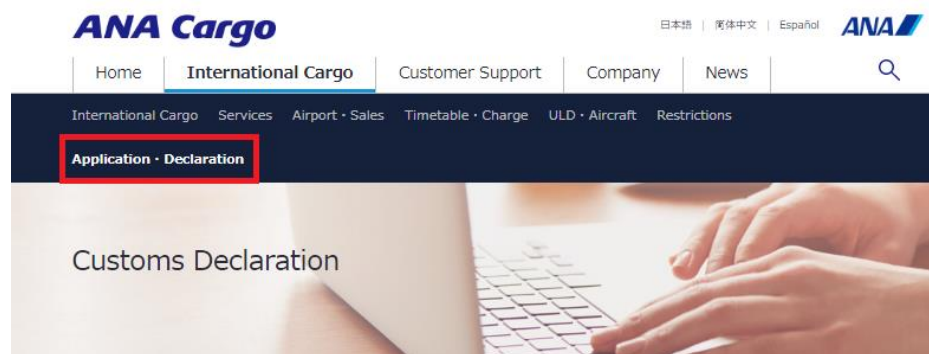 ANA Cargo
日本語 | 简体中文 | Español
ANA
Home International Cargo Customer Support Company News
International Cargo Services Airport・Sales Timetable・Charge ULD・Aircraft Restrictions
Application・Declaration
Customs Declaration